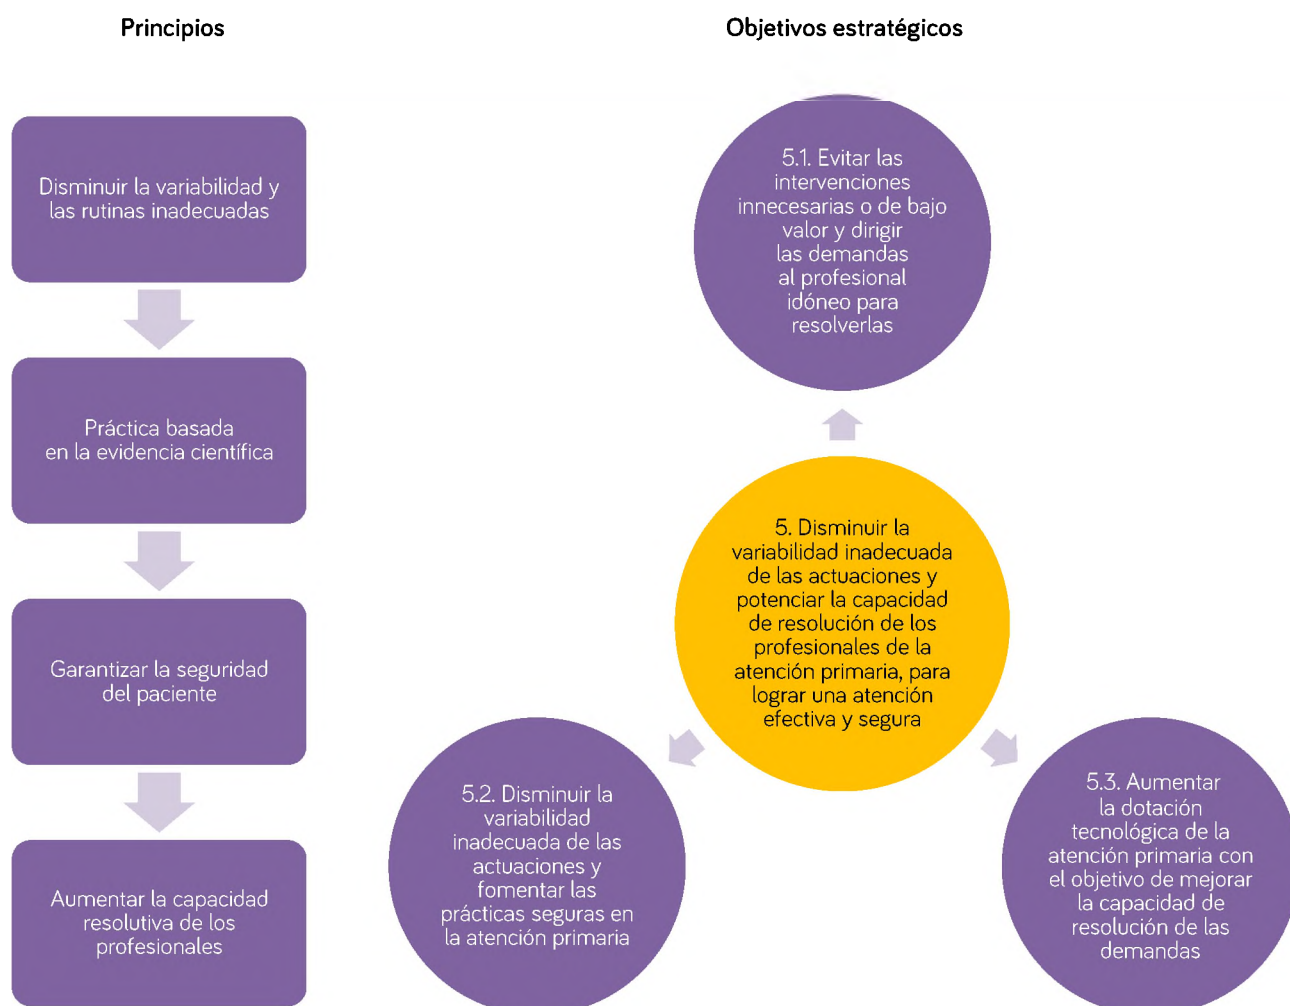 Principios
Disminuir la variabilidad y
las rutinas inadecuadas
Práctica basada
en la evidencia científica
Garantizar la seguridad
del paciente
Aumentar la capacidad
resolutiva de los
profesionales
Objetivos estratégicos
5.1. Evitar las
intervenciones
innecesarias o de bajo
valor y dirigir
las demandas
al profesional
idóneo para
resolverlas
5. Disminuir la
variabilidad inadecuada
de las actuaciones y
potenciar la capacidad
de resolución de los
profesionales de la
atención primaria, para
lograr una atención
efectiva y segura
5.2. Disminuir la
variabilidad
inadecuada de las
actuaciones y
fomentar las
prácticas seguras en
la atención primaria
5.3. Aumentar
la dotación
tecnológica de la
atención primaria con
el objetivo de mejorar
la capacidad de
resolución de las
demandas